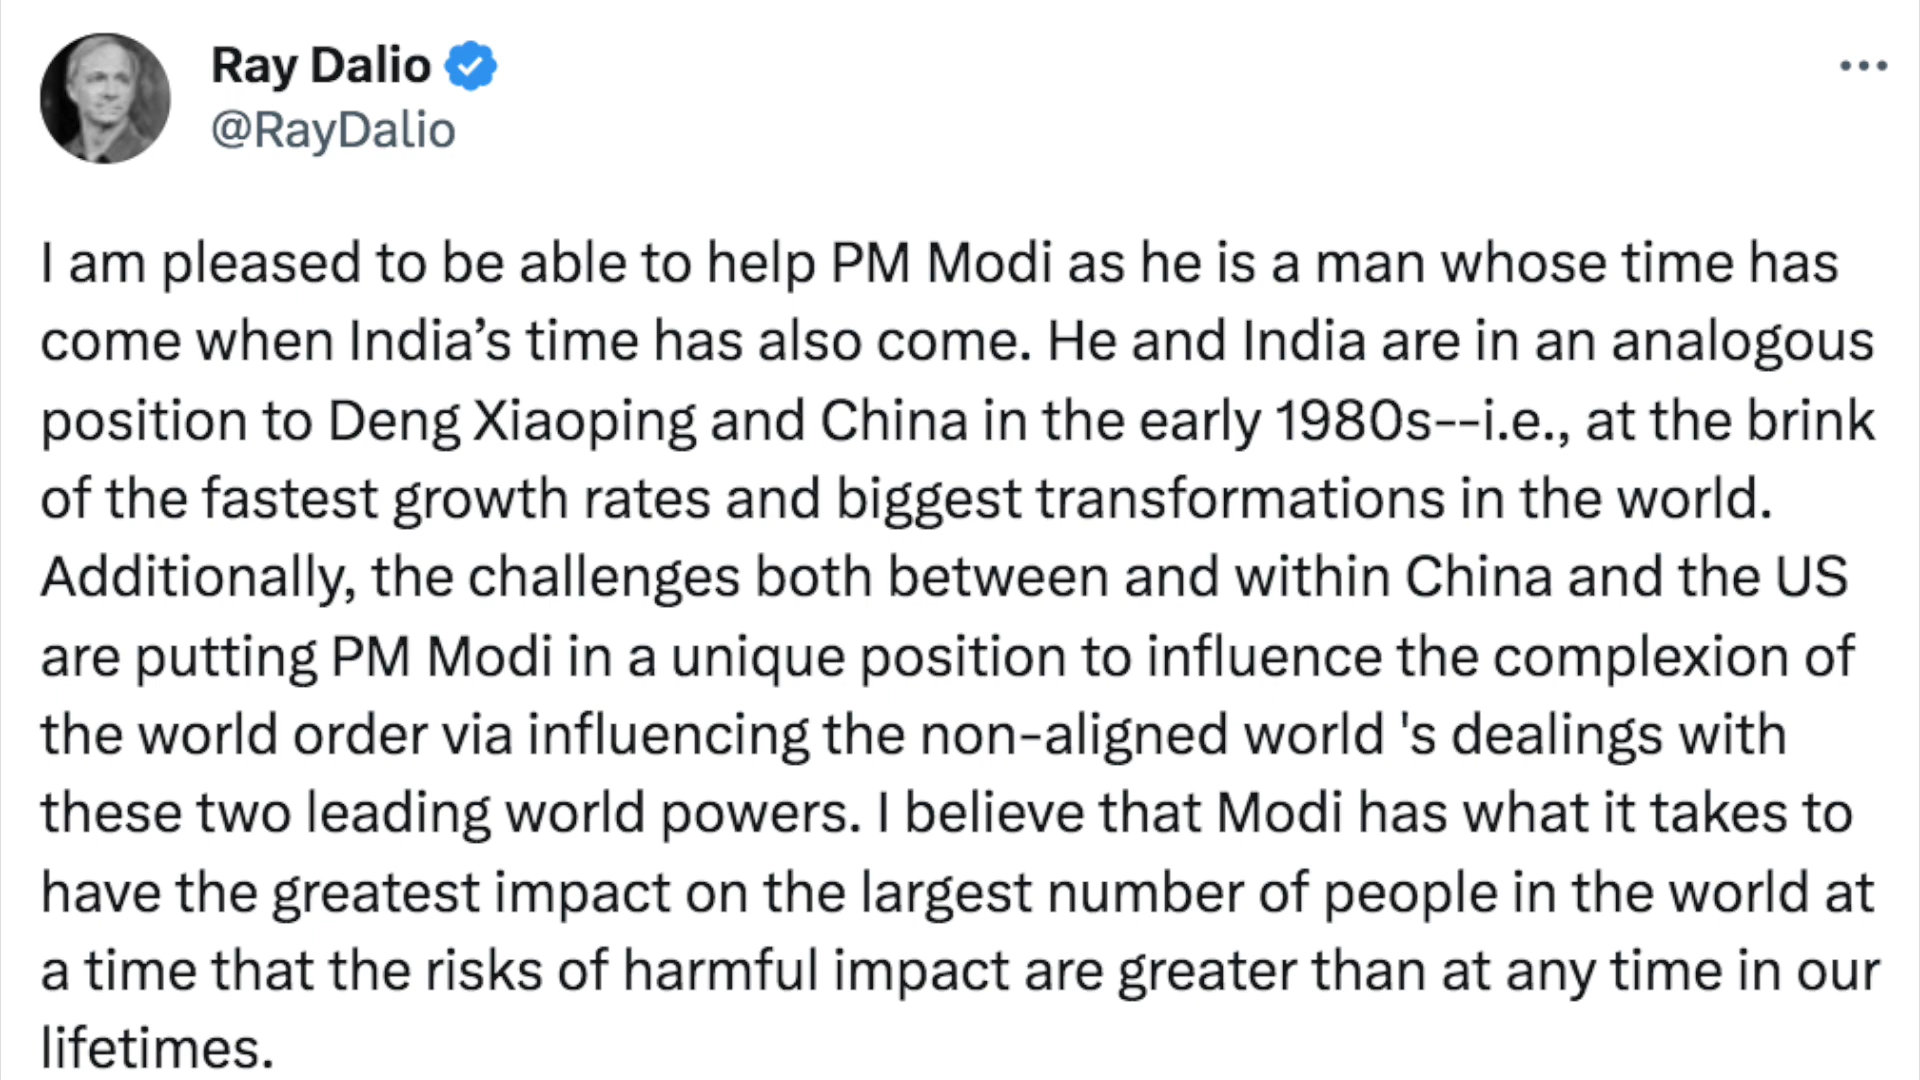 Ray Dalio
@RayDalio
I am pleased to be able to help PM Modi as he is a man whose time has
come when India’s time has also come. He and India are in an analogous
position to Deng Xiaoping and China in the early 1980s--i.e., at the brink
of the fastest growth rates and biggest transformations in the world.
Additionally, the challenges both between and within China and the US
are putting PM Modi in a unique position to influence the complexion of
the world order via influencing the non-aligned world 's dealings with
these two leading world powers. I believe that Modi has what it takes to
have the greatest impact on the largest number of people in the world at
a time that the risks of harmful impact are greater than at any time in our
lifetimes.